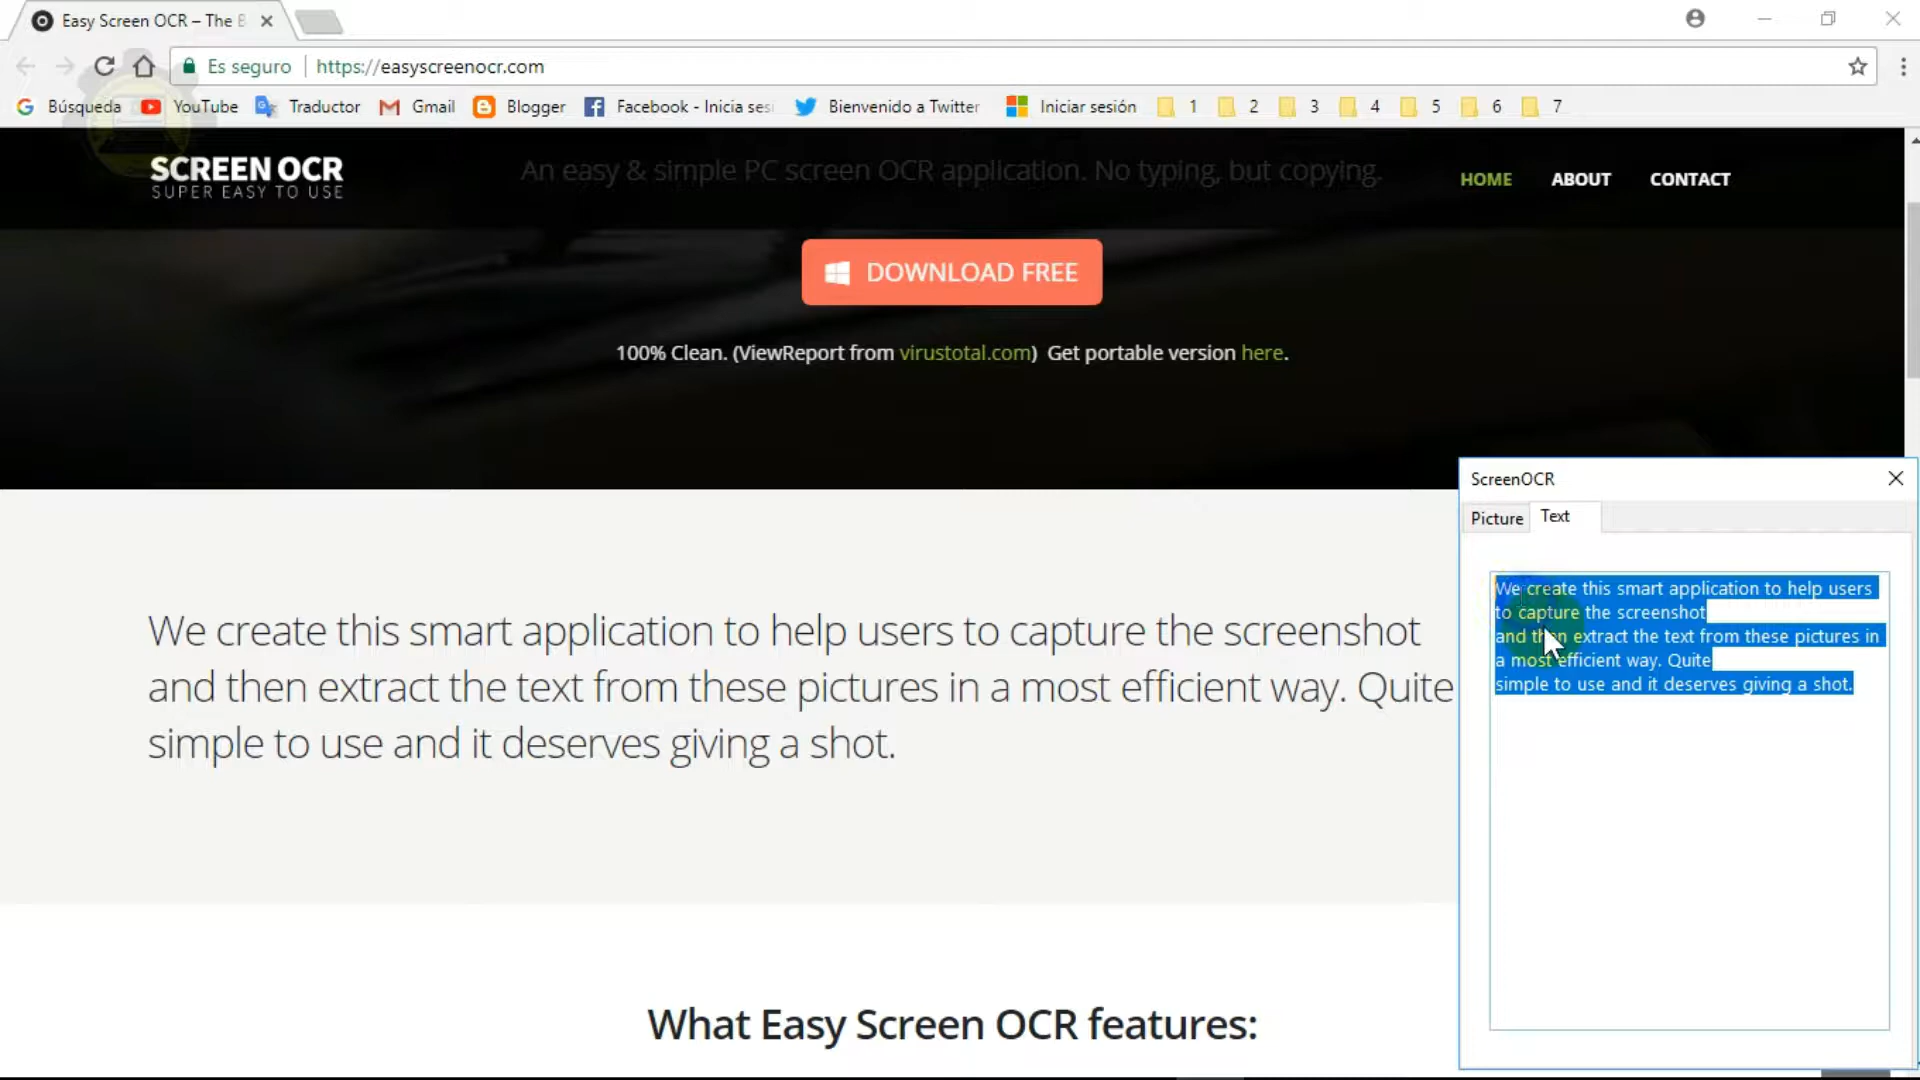 Easy Screen OCR – The B
Es seguro https://easyscreenocr.com
Búsqueda YouTube Traductor Gmail Blogger Facebook - Inicia ses Bienvenido a Twitter Iniciar sesión 1 2 3 4 5 6 7
SCREEN OCR
SUPER EASY TO USE
An easy & simple PC screen OCR application. No typing, but copying.
HOME ABOUT CONTACT
DOWNLOAD FREE
100% Clean. (ViewReport from virustotal.com) Get portable version here.
We create this smart application to help users to capture the screenshot
and then extract the text from these pictures in a most efficient way. Quite
simple to use and it deserves giving a shot.
What Easy Screen OCR features:
ScreenOCR
Picture Text
We create this smart application to help users
to capture the screenshot
and then extract the text from these pictures in
a most efficient way. Quite
simple to use and it deserves giving a shot.